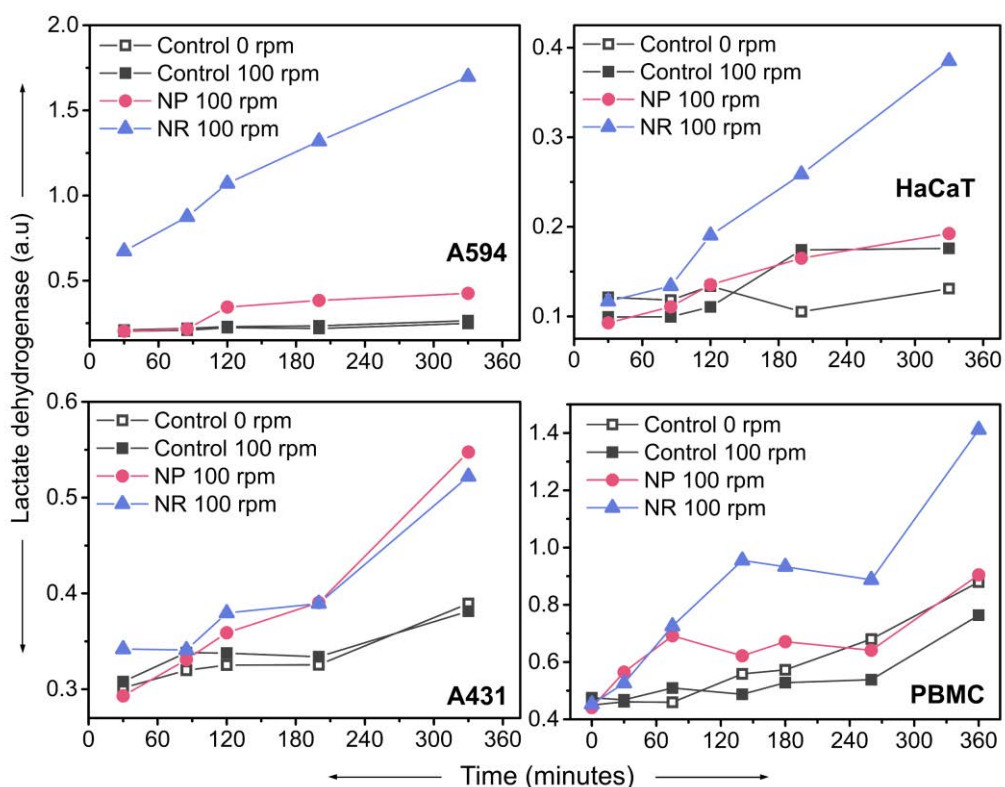 Lactate dehydrogenase (a.u)
2.0
1.5
1.0
0.5
Control 0 rpm
Control 100 rpm
NP 100 rpm
NR 100 rpm
A594
0 60 120 180 240 300 360
0.4
0.3
0.2
0.1
Control 0 rpm
Control 100 rpm
NP 100 rpm
NR 100 rpm
HaCaT
0 60 120 180 240 300 360
0.6
0.5
0.4
0.3
Control 0 rpm
Control 100 rpm
NP 100 rpm
NR 100 rpm
A431
0 60 120 180 240 300 360
1.4
1.2
1.0
0.8
0.6
0.4
Control 0 rpm
Control 100 rpm
NP 100 rpm
NR 100 rpm
PBMC
0 60 120 180 240 300 360
Time (minutes)